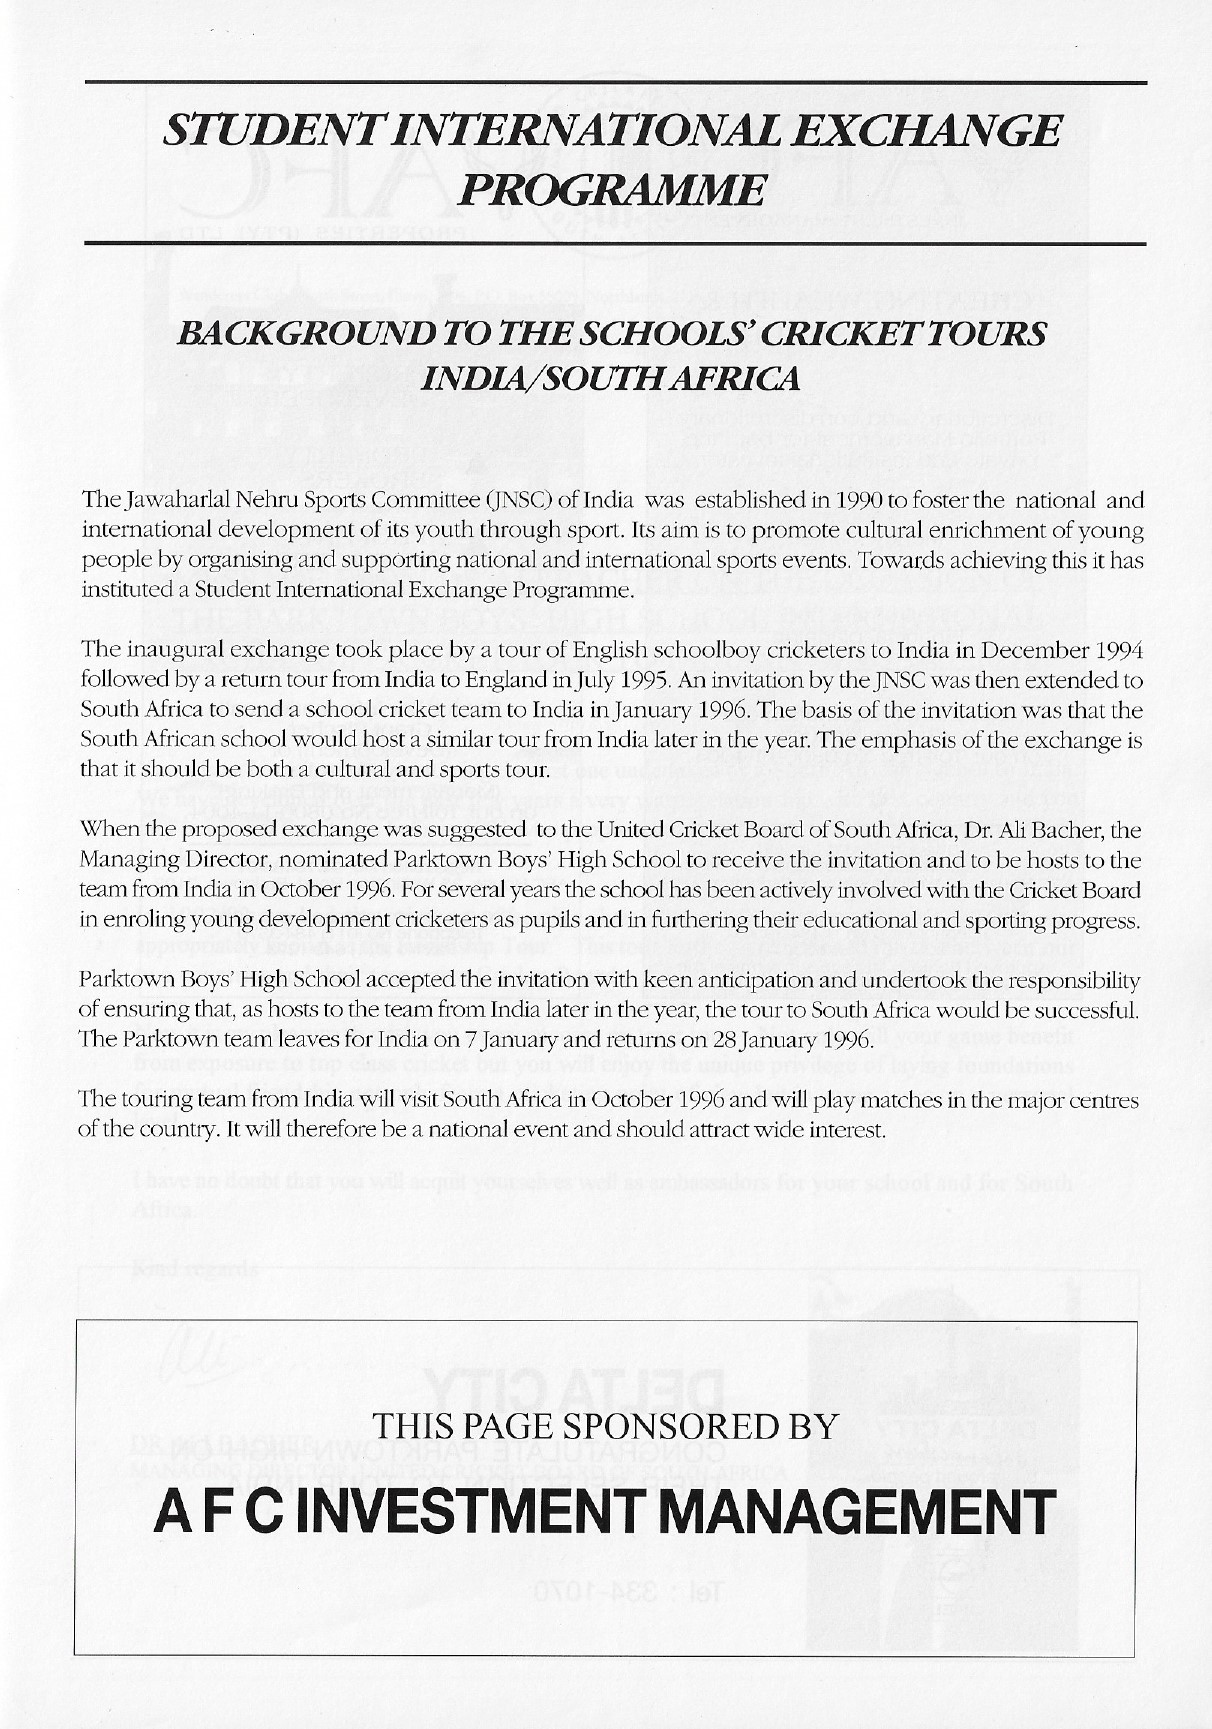 STUDENT INTERNATIONAL EXCHANGE
PROGRAMME
BACKGROUND TO THE SCHOOLS' CRICKET TOURS
INDIA/SOUTH AFRICA
The Jawaharlal Nehru Sports Committee (JNSC) of India was established in 1990 to foster the national and
international development of its youth through sport. Its aim is to promote cultural enrichment of young
people by organising and supporting national and international sports events. Towards achieving this it has
instituted a Student International Exchange Programme.
The inaugural exchange took place by a tour of English schoolboy cricketers to India in December 1994
followed by a return tour from India to England in July 1995. An invitation by the JNSC was then extended to
South Africa to send a school cricket team to India in January 1996. The basis of the invitation was that the
South African school would host a similar tour from India later in the year. The emphasis of the exchange is
that it should be both a cultural and sports tour.
When the proposed exchange was suggested to the United Cricket Board of South Africa, Dr. Ali Bacher, the
Managing Director, nominated Parktown Boys' High School to receive the invitation and to be hosts to the
team from India in October 1996. For several years the school has been actively involved with the Cricket Board
in enroling young development cricketers as pupils and in furthering their educational and sporting progress.
Parktown Boys' High School accepted the invitation with keen anticipation and undertook the responsibility
of ensuring that, as hosts to the team from India later in the year, the tour to South Africa would be successful.
The Parktown team leaves for India on 7 January and returns on 28 January 1996.
The touring team from India will visit South Africa in October 1996 and will play matches in the major centres
of the country. It will therefore be a national event and should attract wide interest.
THIS PAGE SPONSORED BY
A F C INVESTMENT MANAGEMENT